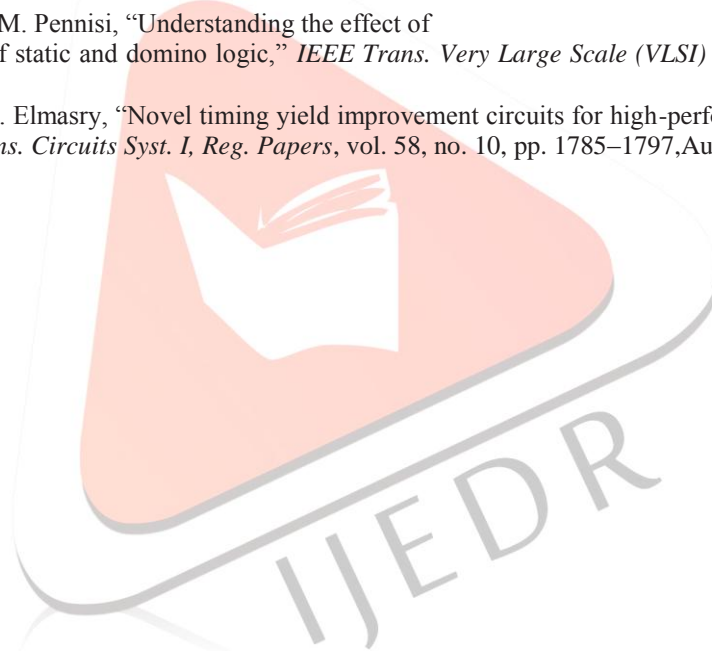 M. Pennisi, “Understanding the effect of
f static and domino logic,” IEEE Trans. Very Large Scale (VLSI)
. Elmasry, “Novel timing yield improvement circuits for high-perfo
ns. Circuits Syst. I, Reg. Papers, vol. 58, no. 10, pp. 1785–1797,Au
IJEDR